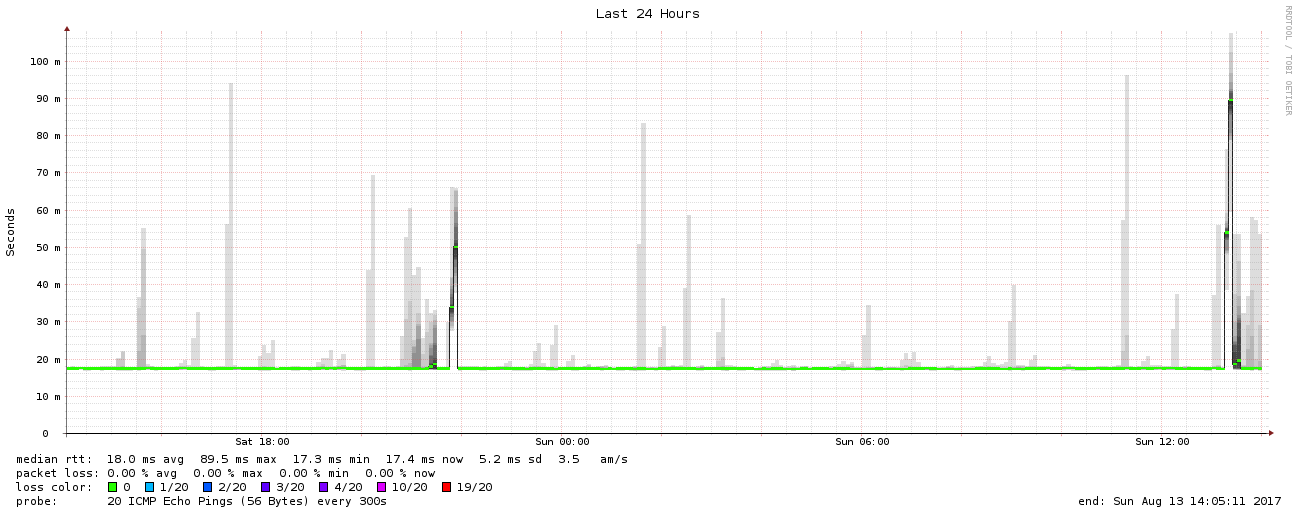 Last 24 Hours
RRDTOOL / TOBI OETIKER
Seconds
100 m
90 m
80 m
70 m
60 m
50 m
40 m
30 m
20 m
10 m
0
Sat 18:00 Sun 00:00 Sun 06:00 Sun 12:00
median rtt: 18.0 ms avg 89.5 ms max 17.3 ms min 17.4 ms now 5.2 ms sd 3.5 am/s
packet loss: 0.00 % avg 0.00 % max 0.00 % min 0.00 % now
loss color: 0 1/20 2/20 3/20 4/20 10/20 19/20
probe: 20 ICMP Echo Pings (56 Bytes) every 300s end: Sun Aug 13 14:05:11 2017